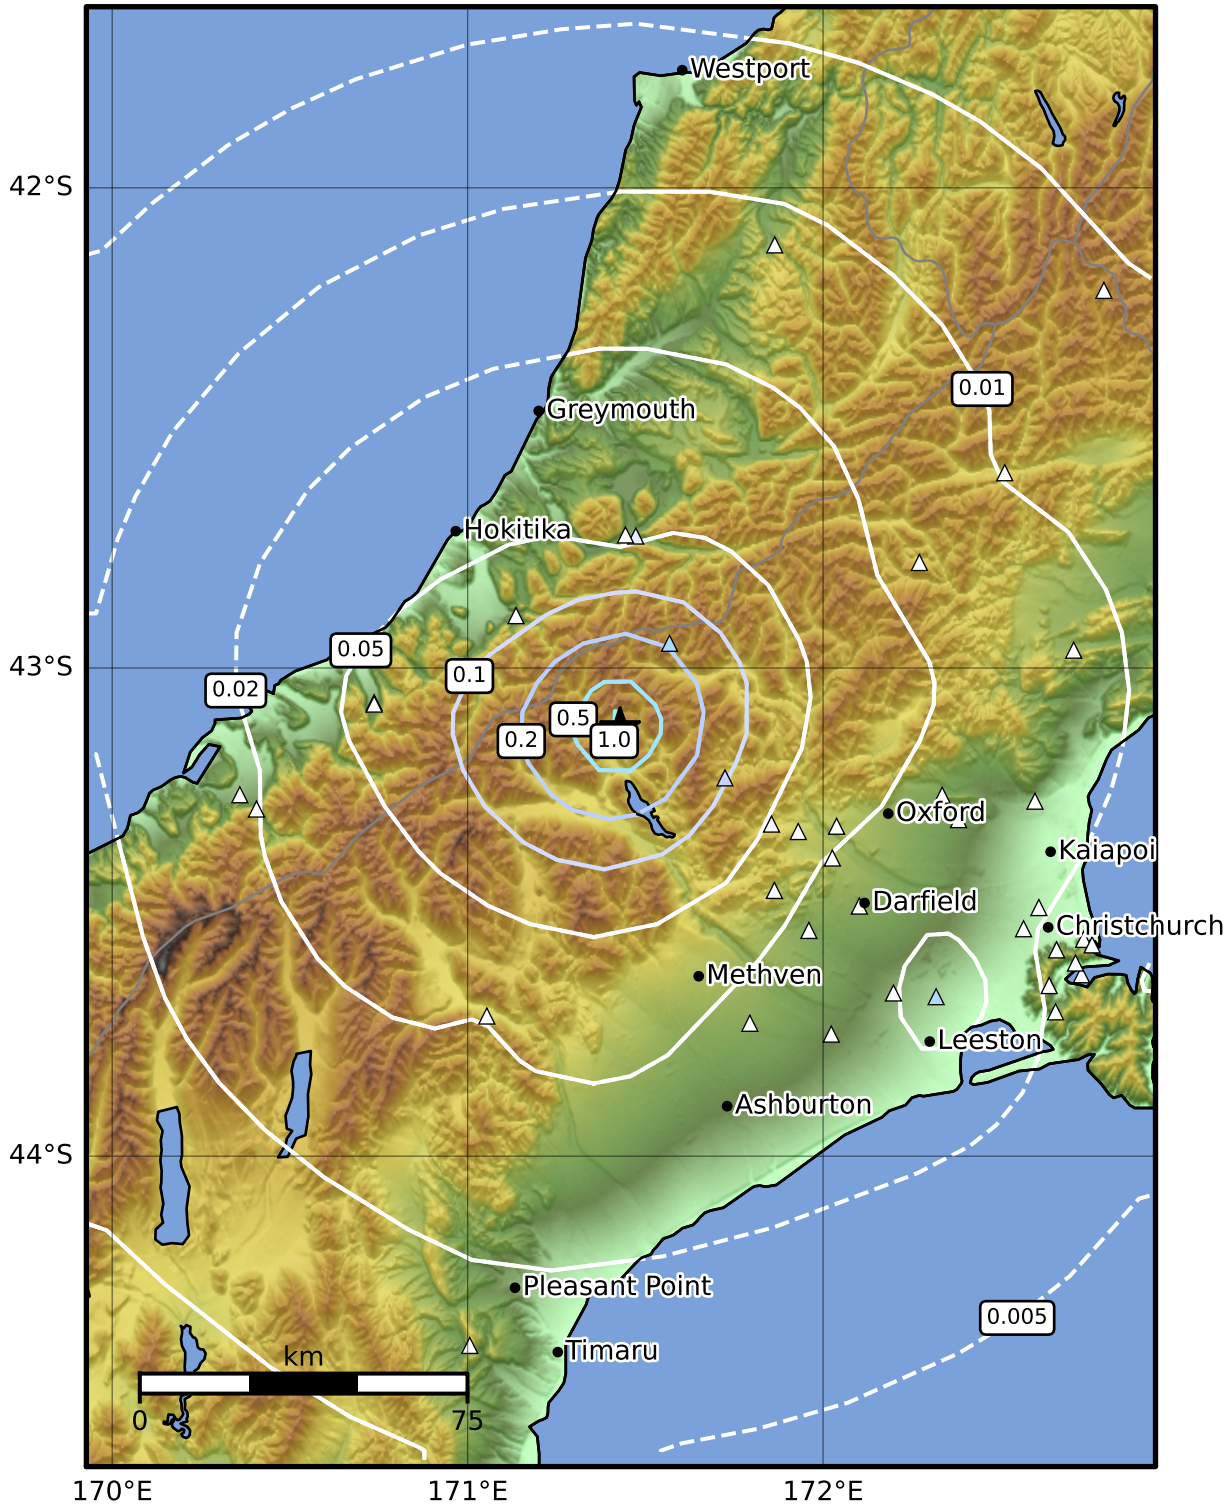 Westport
42°S
0.01
Greymouth
Hokitika
0.05
43°S
0.1
0.02
0.5
0.2
1.0
Oxford
Kaiapoi
Darfield
Christchurch
Methven
Leeston
Ashburton
44°S
Pleasant Point
0.005
Timaru
km
0
75
170°E
171°E
172°E